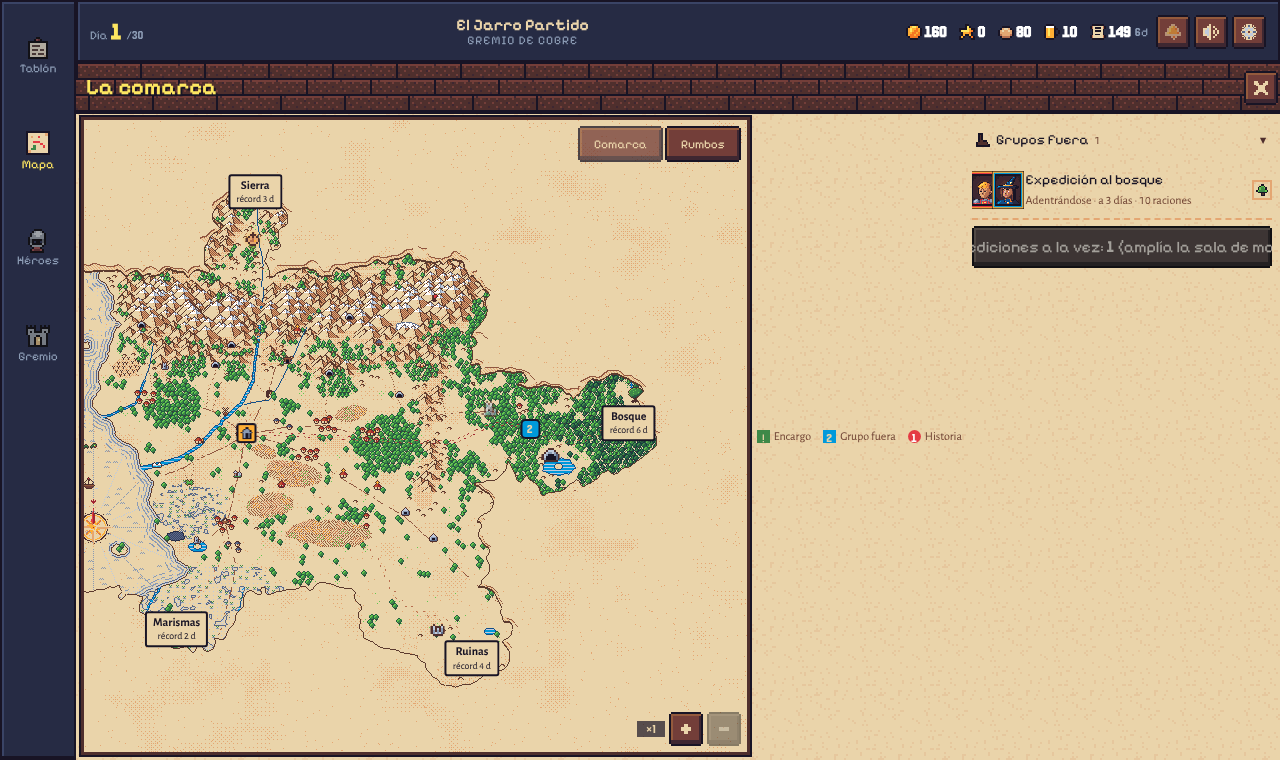 Día 1 /30
El Jarro Partido
GREMIO DE COBRE
160 0 80 10 149 6d
Tablón
Mapa
Héroes
Gremio
La comarca
Comarca Rumbos
Sierra
récord 3 d
Bosque
récord 6 d
2
Marismas
récord 2 d
Ruinas
récord 4 d
×1
! Encargo 2 Grupo fuera 1 Historia
Grupos fuera 1
Expedición al bosque
Adentrándose · a 3 días · 10 raciones
diciones a la vez: 1 (amplía la sala de ma